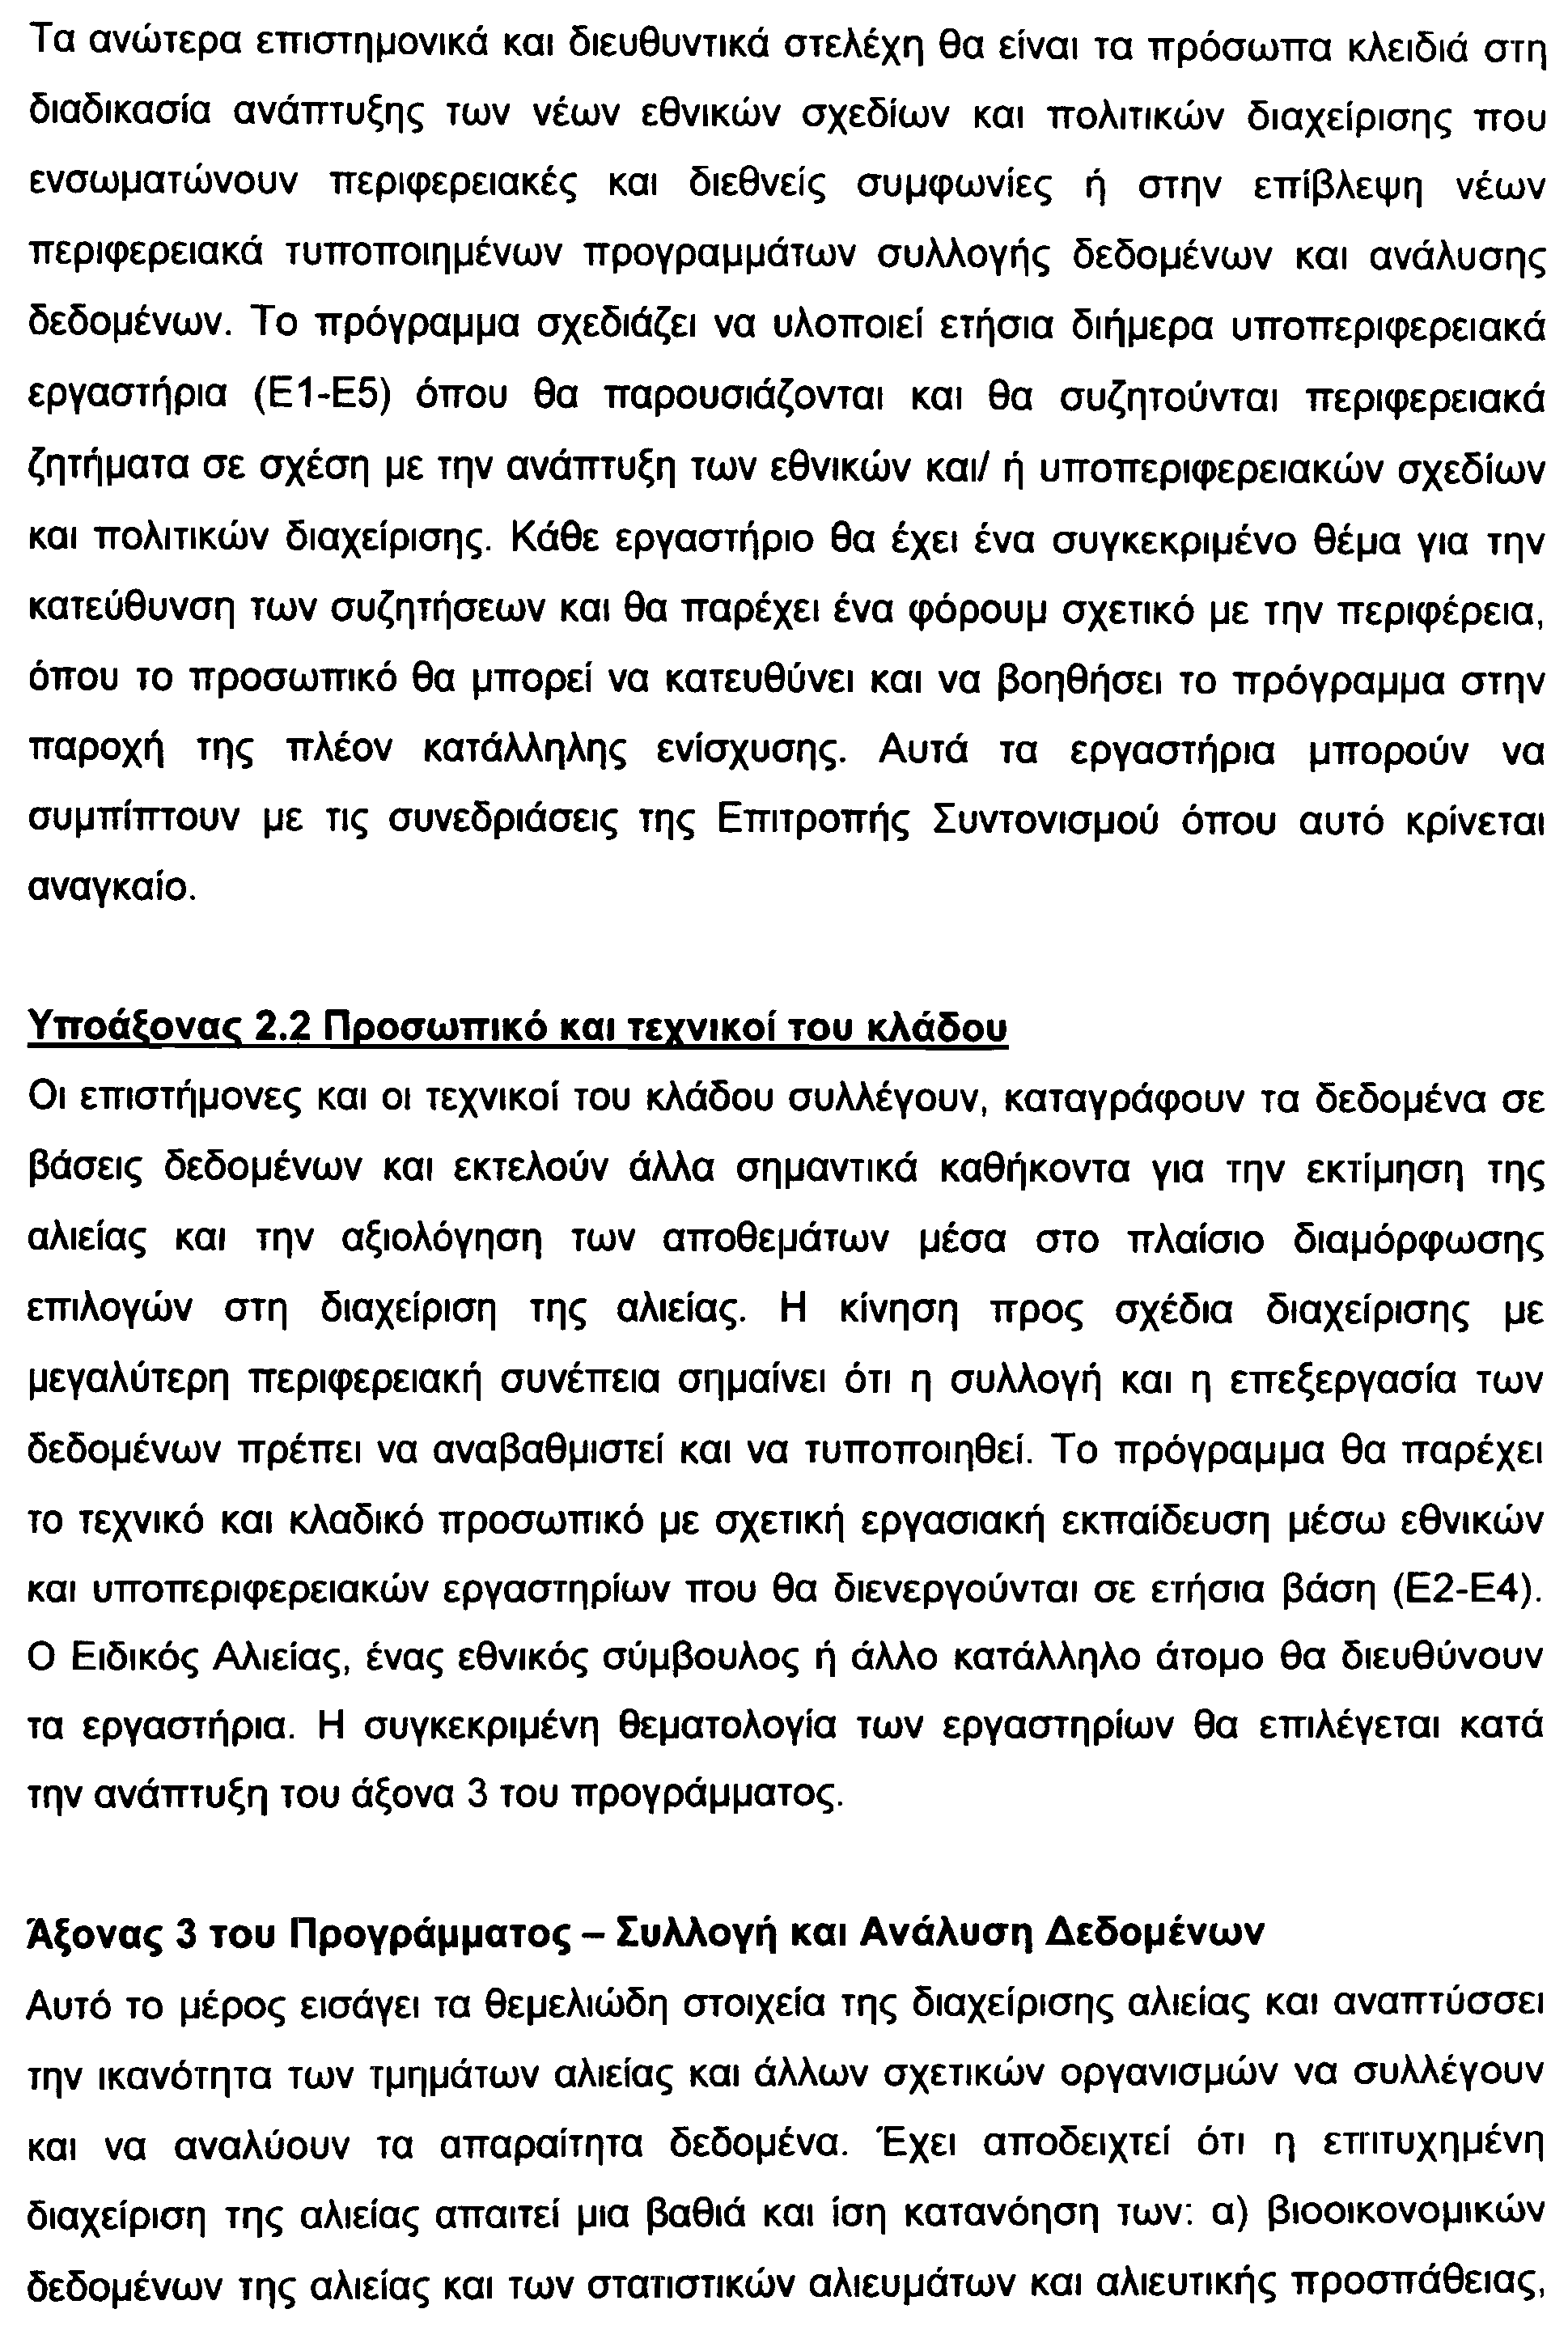 Τα ανώτερα επιστημονικά και διευθυντικά στελέχη θα είναι τα πρόσωπα κλειδιά στη
διαδικασία ανάπτυξης των νέων εθνικών σχεδίων και πολιτικών διαχείρισης που
ενσωματώνουν περιφερειακές και διεθνείς συμφωνίες ή στην επίβλεψη νέων
περιφερειακά τυποποιημένων προγραμμάτων συλλογής δεδομένων και ανάλυσης
δεδομένων. Το πρόγραμμα σχεδιάζει να υλοποιεί ετήσια διήμερα υποπεριφερειακά
εργαστήρια (Ε1-Ε5) όπου θα παρουσιάζονται και θα συζητούνται περιφερειακά
ζητήματα σε σχέση με την ανάπτυξη των εθνικών και/ ή υποπεριφερειακών σχεδίων
και πολιτικών διαχείρισης. Κάθε εργαστήριο θα έχει ένα συγκεκριμένο θέμα για την
κατεύθυνση των συζητήσεων και θα παρέχει ένα φόρουμ σχετικό με την περιφέρεια,
όπου το προσωπικό θα μπορεί να κατευθύνει και να βοηθήσει το πρόγραμμα στην
παροχή της πλέον κατάλληλης ενίσχυσης. Αυτά τα εργαστήρια μπορούν να
συμπίπτουν με τις συνεδριάσεις της Επιτροπής Συντονισμού όπου αυτό κρίνεται
αναγκαίο.
Υποάξονας 2.2 Προσωπικό και τεχνικοί του κλάδου
Οι επιστήμονες και οι τεχνικοί του κλάδου συλλέγουν, καταγράφουν τα δεδομένα σε
βάσεις δεδομένων και εκτελούν άλλα σημαντικά καθήκοντα για την εκτίμηση της
αλιείας και την αξιολόγηση των αποθεμάτων μέσα στο πλαίσιο διαμόρφωσης
επιλογών στη διαχείριση της αλιείας. Η κίνηση προς σχέδια διαχείρισης με
μεγαλύτερη περιφερειακή συνέπεια σημαίνει ότι η συλλογή και η επεξεργασία των
δεδομένων πρέπει να αναβαθμιστεί και να τυποποιηθεί. Το πρόγραμμα θα παρέχει
το τεχνικό και κλαδικό προσωπικό με σχετική εργασιακή εκπαίδευση μέσω εθνικών
και υποπεριφερειακών εργαστηρίων που θα διενεργούνται σε ετήσια βάση (Ε2-Ε4).
Ο Ειδικός Αλιείας, ένας εθνικός σύμβουλος ή άλλο κατάλληλο άτομο θα διευθύνουν
τα εργαστήρια. Η συγκεκριμένη θεματολογία των εργαστηρίων θα επιλέγεται κατά
την ανάπτυξη του άξονα 3 του προγράμματος.
Άξονας 3 του Προγράμματος – Συλλογή και Ανάλυση Δεδομένων
Αυτό το μέρος εισάγει τα θεμελιώδη στοιχεία της διαχείρισης αλιείας και αναπτύσσει
την ικανότητα των τμημάτων αλιείας και άλλων σχετικών οργανισμών να συλλέγουν
και να αναλύουν τα απαραίτητα δεδομένα. Έχει αποδειχτεί ότι η επιτυχημένη
διαχείριση της αλιείας απαιτεί μια βαθιά και ίση κατανόηση των: α) βιοοικονομικών
δεδομένων της αλιείας και των στατιστικών αλιευμάτων και αλιευτικής προσπάθειας,